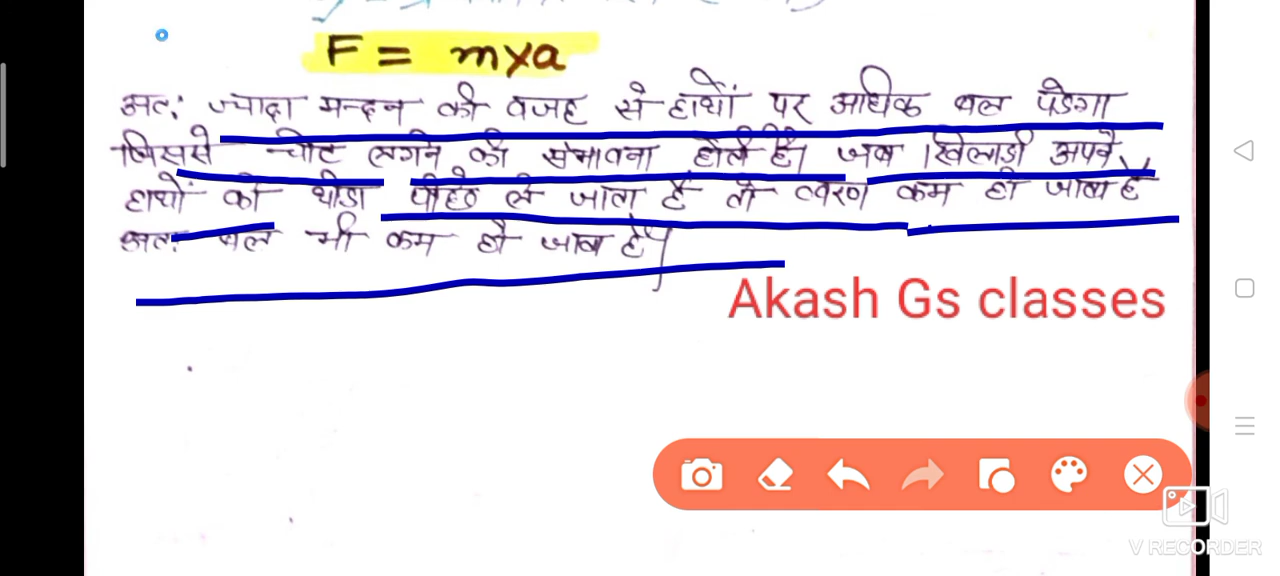 F = m×a
अतः ज्यादा मन्दन की वजह से हाथों पर अधिक बल पडेगा
जिससे चोट लगने की संभावना होती है। जब खिलाडी अपने
हाथों को थोडा पीछे ले जाता है तो त्वरण कम हो जाता है
अतः बल भी कम हो जाता है।
Akash Gs classes
V RECORDER